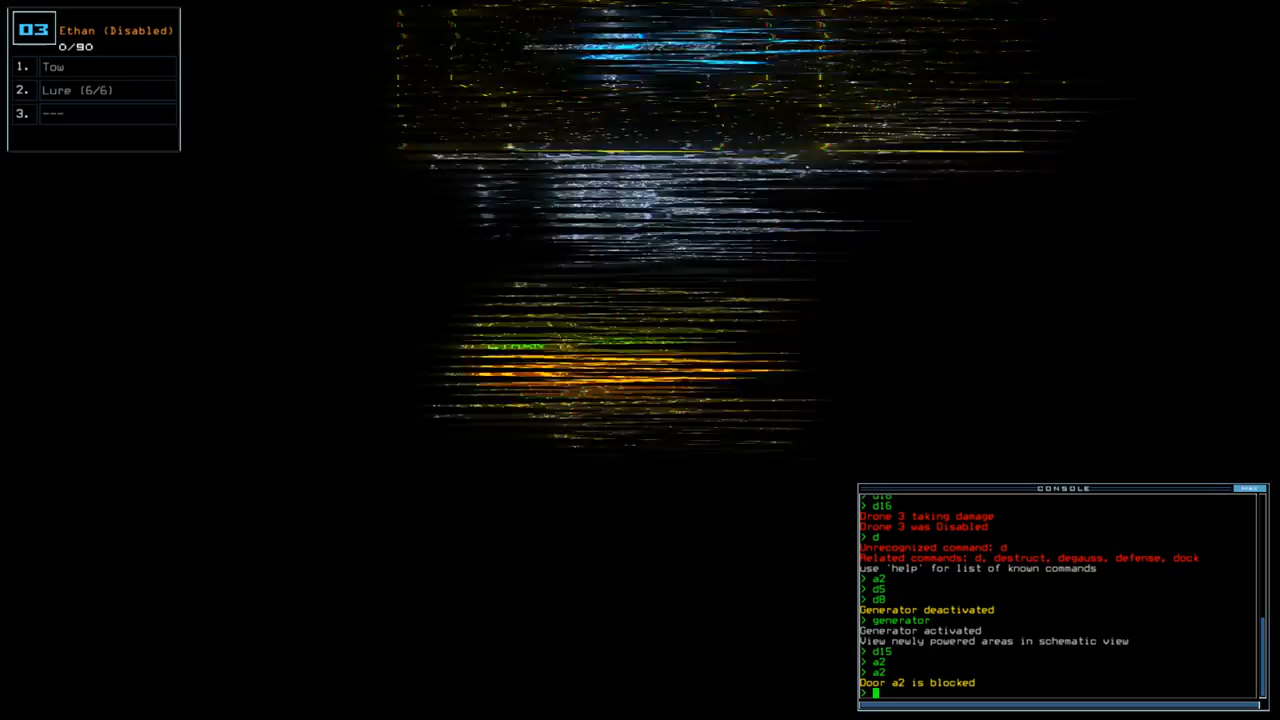 03 Ethan (Disabled)
0/90
1. Tow
2. Lure (6/6)
3. ---
CONSOLE
> d16
Drone 3 taking damage
Drone 3 was Disabled
> d
Unrecognized command: d
Related commands: d, destruct, degauss, defense, dock
use 'help' for list of known commands
> a2
> d5
> d8
Generator deactivated
> generator
Generator activated
View newly powered areas in schematic view
> d15
> a2
> a2
Door a2 is blocked
>